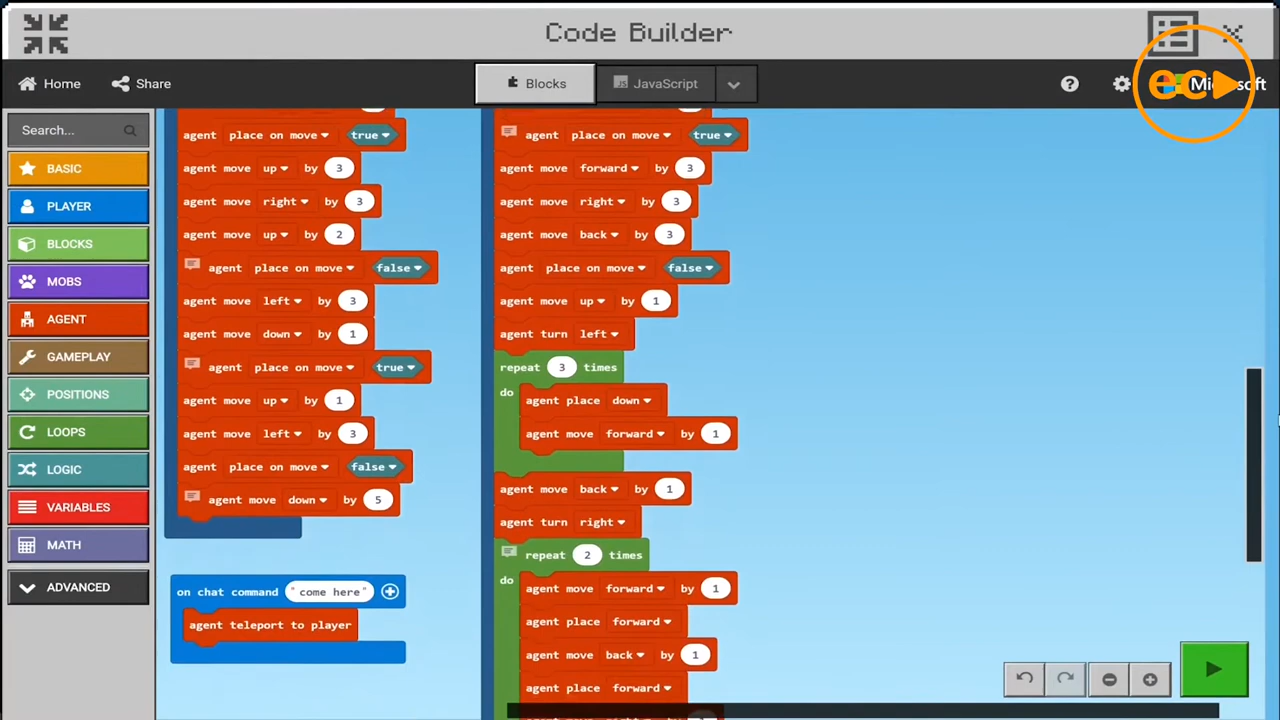 Code Builder
Home
Share
Blocks
JavaScript
Microsoft
ec
Search...
BASIC
PLAYER
BLOCKS
MOBS
AGENT
GAMEPLAY
POSITIONS
LOOPS
LOGIC
VARIABLES
MATH
ADVANCED
agent place on move true
agent move up by 3
agent move right by 3
agent move up by 2
agent place on move false
agent move left by 3
agent move down by 1
agent place on move true
agent move up by 1
agent move left by 3
agent place on move false
agent move down by 5
on chat command "come here"
agent teleport to player
agent place on move true
agent move forward by 3
agent move right by 3
agent move back by 3
agent place on move false
agent move up by 1
agent turn left
repeat 3 times
do
agent place down
agent move forward by 1
agent move back by 1
agent turn right
repeat 2 times
do
agent move forward by 1
agent place forward
agent move back by 1
agent place forward